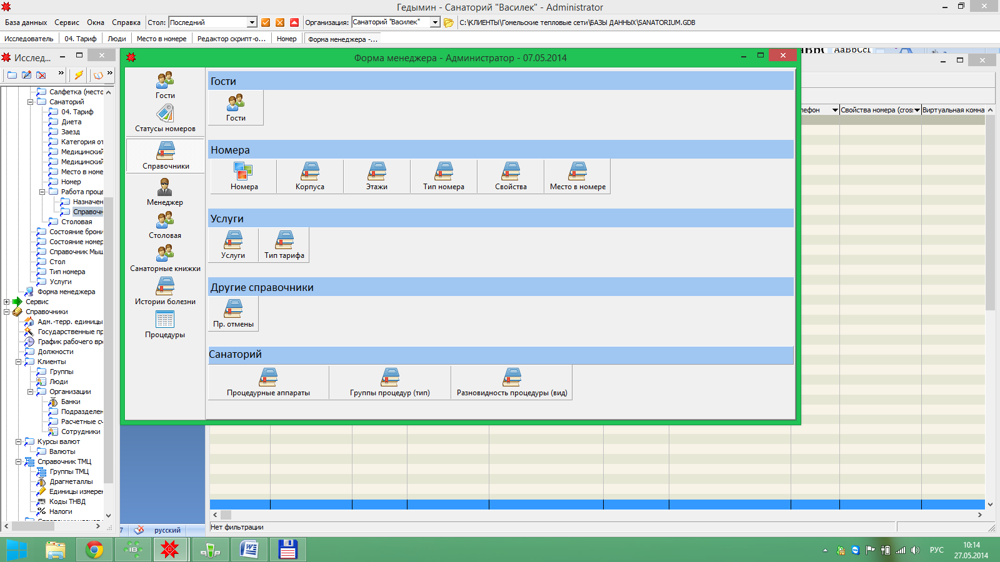 Гедымин - Санаторий "Василек" - Administrator
База данных Сервис Окна Справка Стол: Последний Организация: Санаторий "Василек" C:\КЛИЕНТЫ\Гомельские тепловые сети\БАЗЫ ДАННЫХ\SANATORIUM.GDB
Исследователь 04. Тариф Люди Место в номере Редактор скрипт-о... Номер Форма менеджера -...
Исслед...
Форма менеджера - Администратор - 07.05.2014
AaBbCcI
Салфетка (место
Санаторий
04. Тариф
Диета
Заезд
Категория от
Медицинский
Медицинский
Место в номе
Номер
Работа проце
Назначен
Справочн
Столовая
Состояние брони
Состояние номер
Справочник Мыш
Стол
Тип номера
Услуги
Форма менеджера
Сервис
Справочники
Адм.-терр. единицы
Государственные пр
График рабочего вре
Должности
Клиенты
Группы
Люди
Организации
Банки
Подразделен
Расчетные сч
Сотрудники
Курсы валют
Валюты
Справочник ТМЦ
Группы ТМЦ
Драгметаллы
Единицы измерен
Коды ТНВД
Налоги
Гости
Статусы номеров
Справочники
Менеджер
Столовая
Санаторные книжки
Истории болезни
Процедуры
Гости
Гости
Номера
Номера Корпуса Этажи Тип номера Свойства Место в номере
Услуги
Услуги Тип тарифа
Другие справочники
Пр. отмены
Санаторий
Процедурные аппараты Группы процедур (тип) Разновидность процедуры (вид)
лефон Свойства номера (cros Виртуальная комна
7 русский
Нет фильтрации
РУС
10:14
27.05.2014